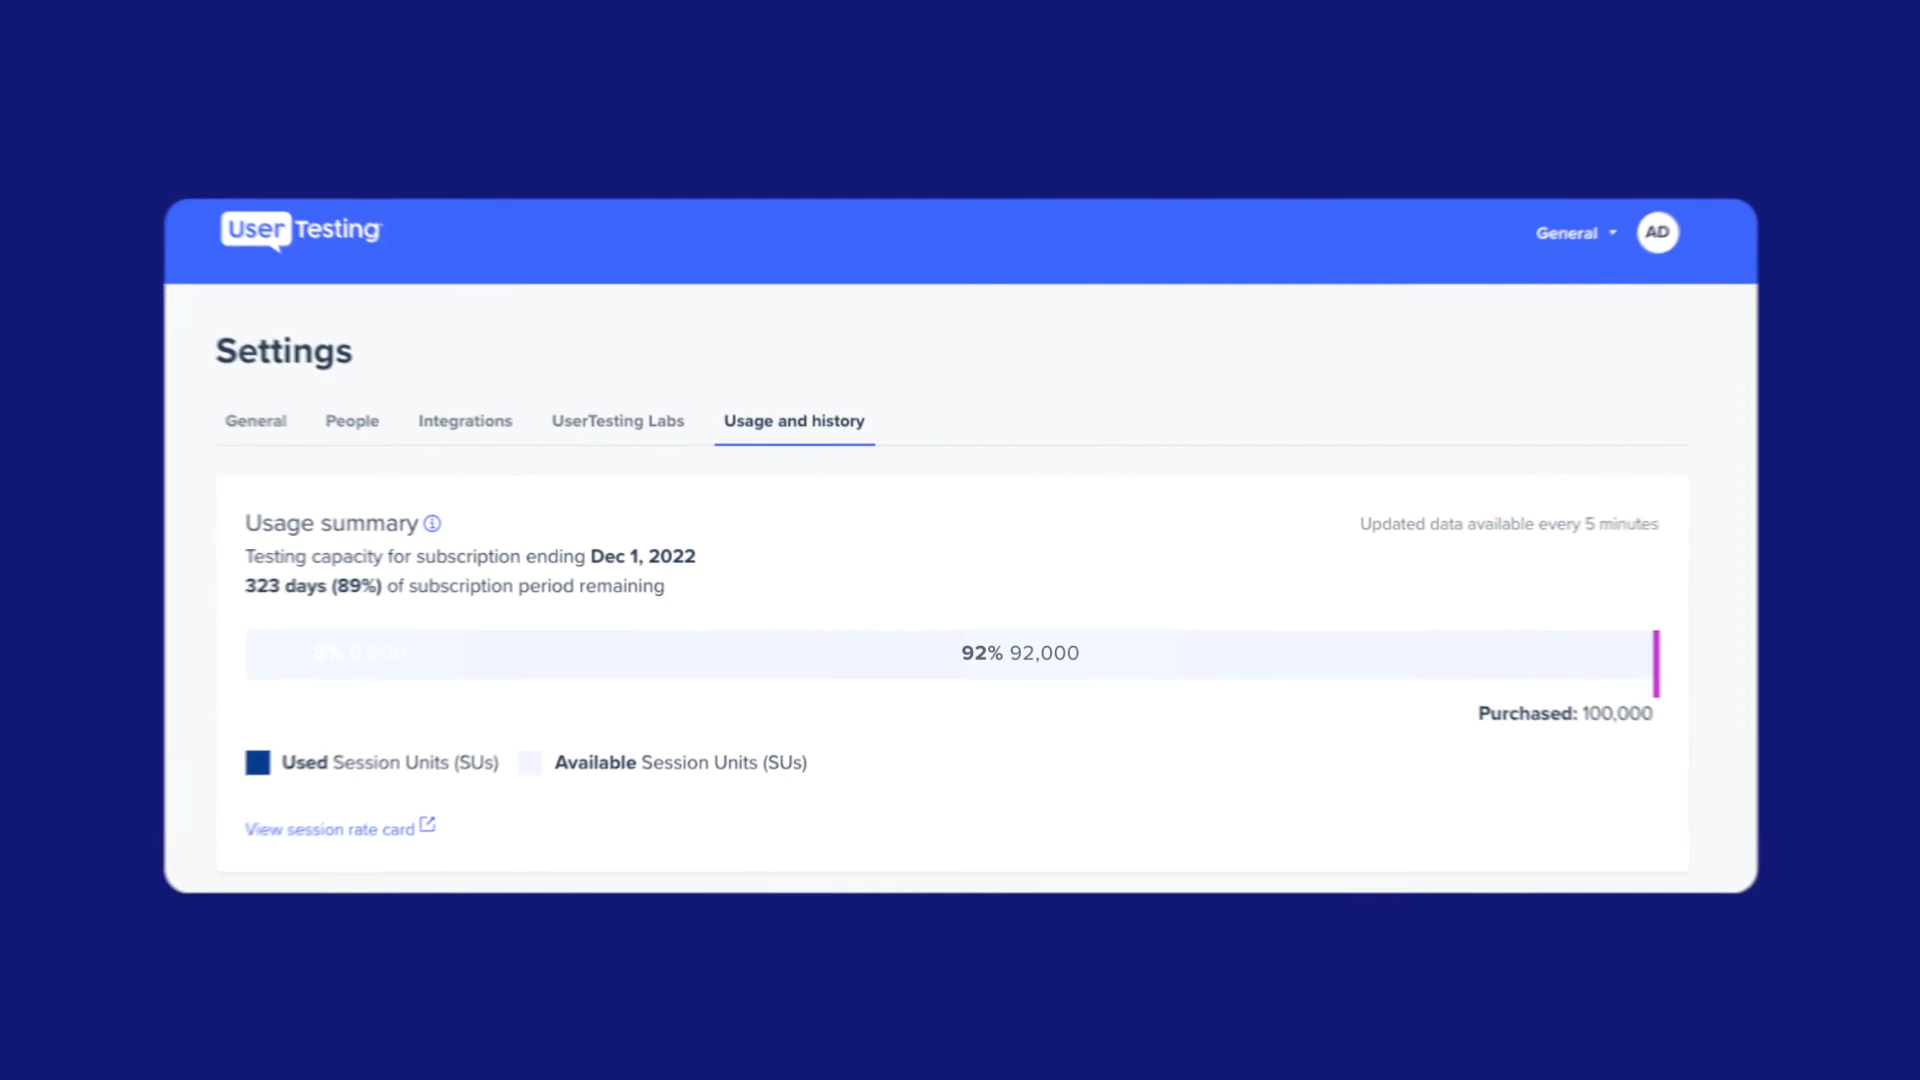 User Testing
General
AD
Settings
General People Integrations UserTesting Labs Usage and history
Usage summary
Updated data available every 5 minutes
Testing capacity for subscription ending Dec 1, 2022
323 days (89%) of subscription period remaining
92% 92,000
Purchased: 100,000
Used Session Units (SUs) Available Session Units (SUs)
View session rate card